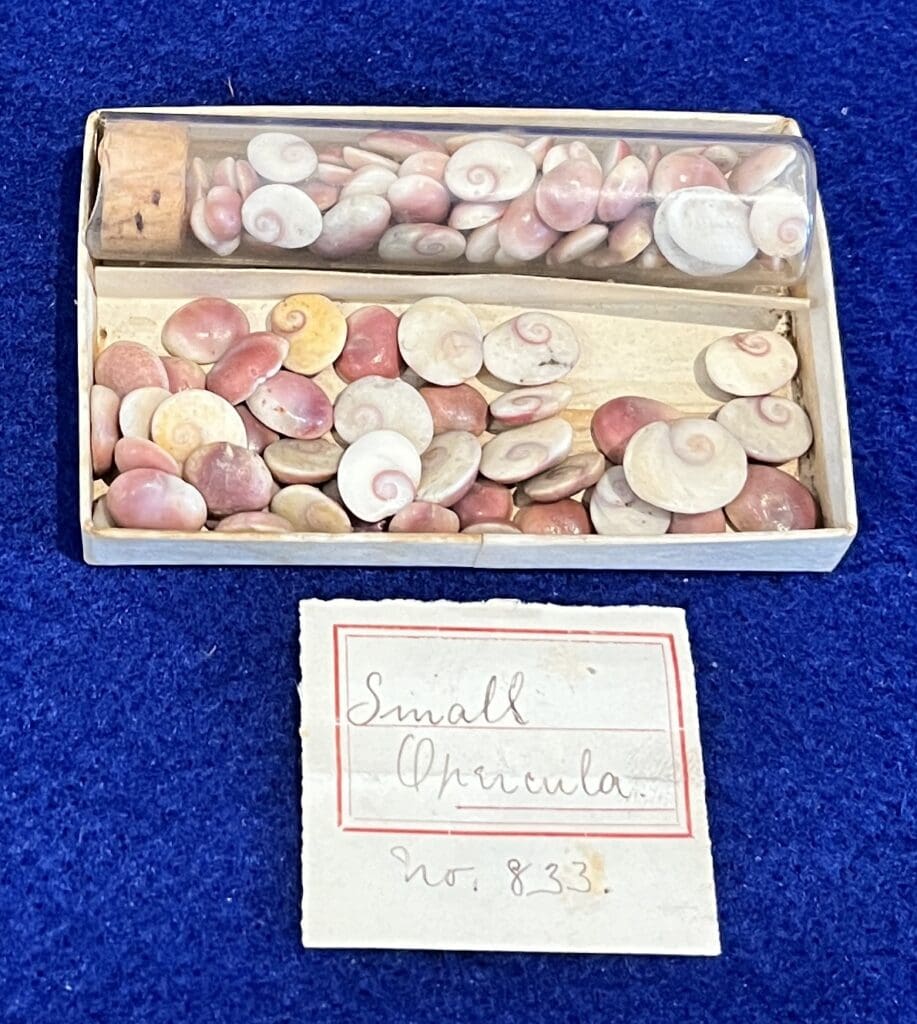 Small
Opercula.
No. 833.